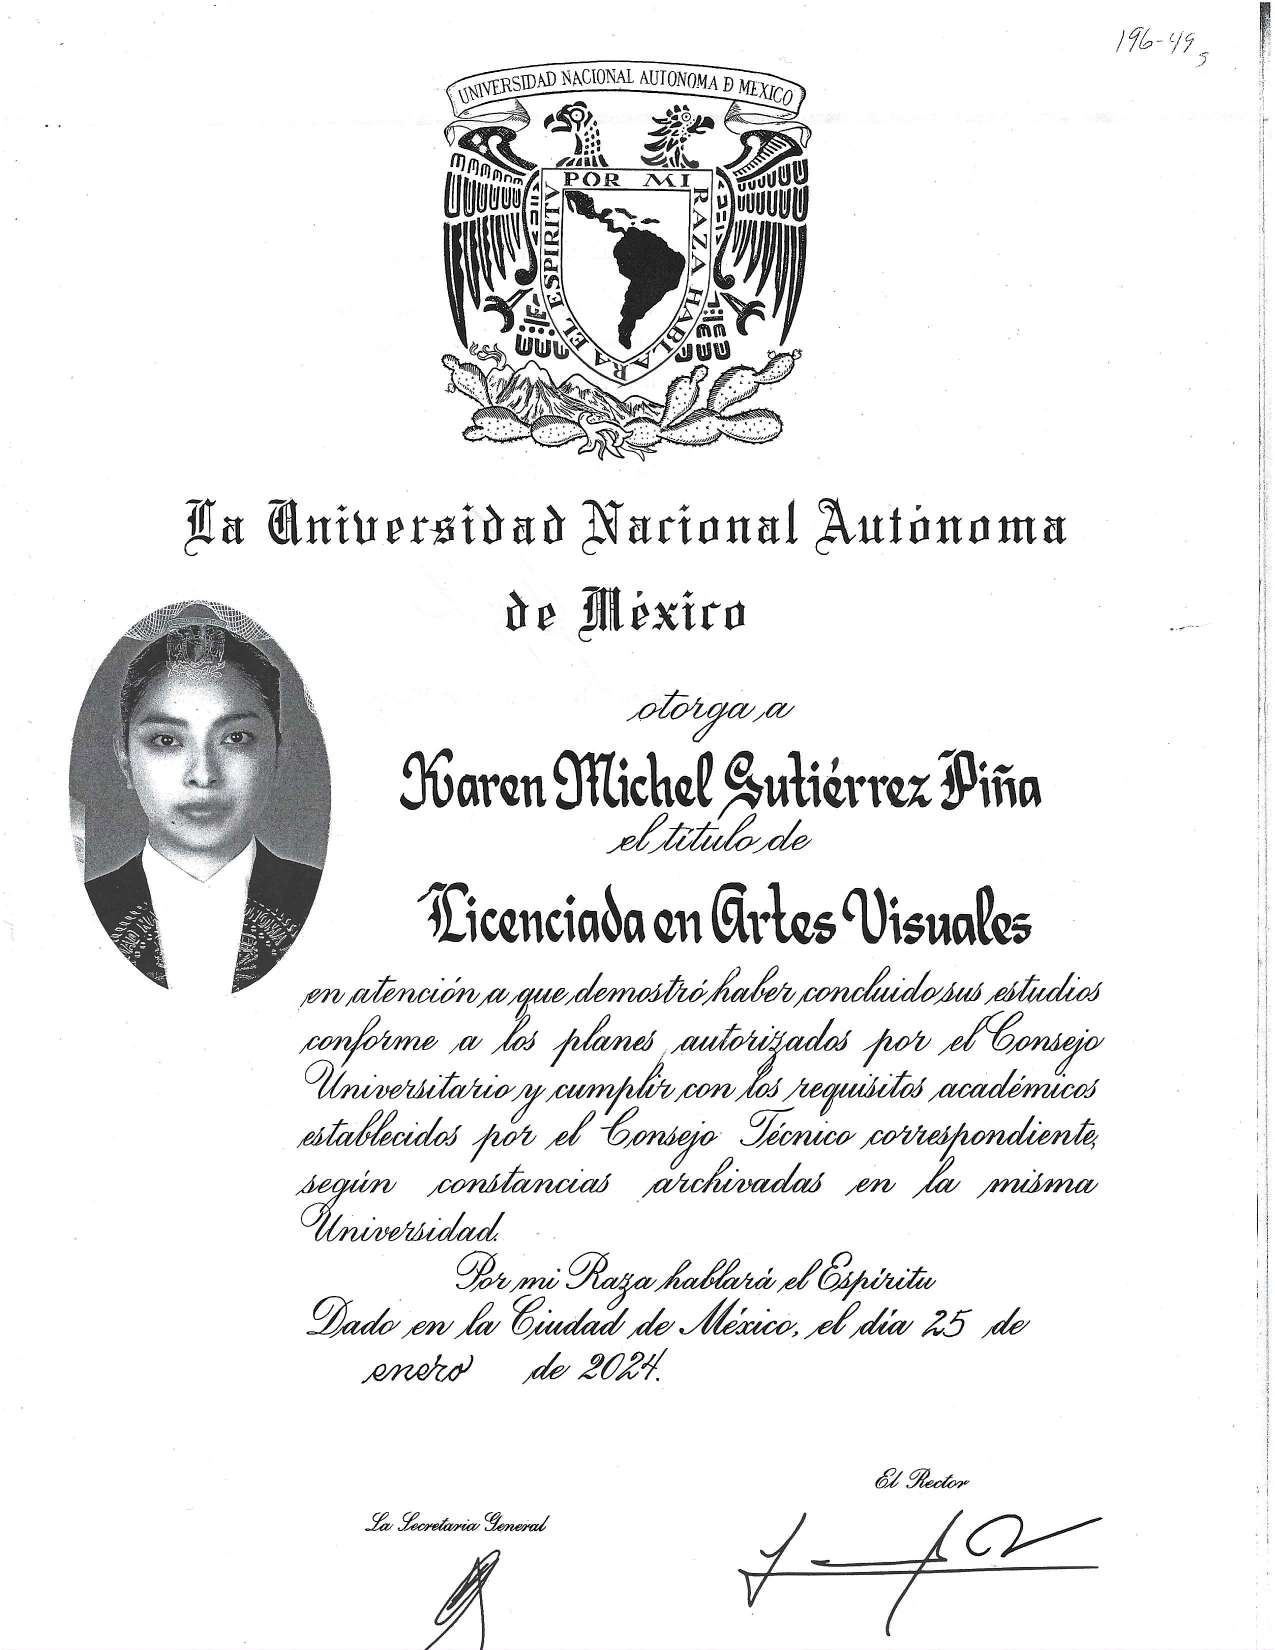 196-49
5
UNIVERSIDAD NACIONAL AUTONOMA D MEXICO
POR MI RAZA HABLARA EL ESPIRITV
La Universidad Nacional Autónoma
de México
otorga a
Karen Michel Gutiérrez Piña
el título de
Licenciada en Artes Visuales
en atención a que demostró haber concluido sus estudios
conforme a los planes autorizados por el Consejo
Universitario y cumplir con los requisitos académicos
establecidos por el Consejo Técnico correspondiente,
según constancias archivadas en la misma
Universidad.
Por mi Raza hablará el Espíritu
Dado en la Ciudad de México, el día 25 de
enero de 2024.
El Rector
La Secretaria General